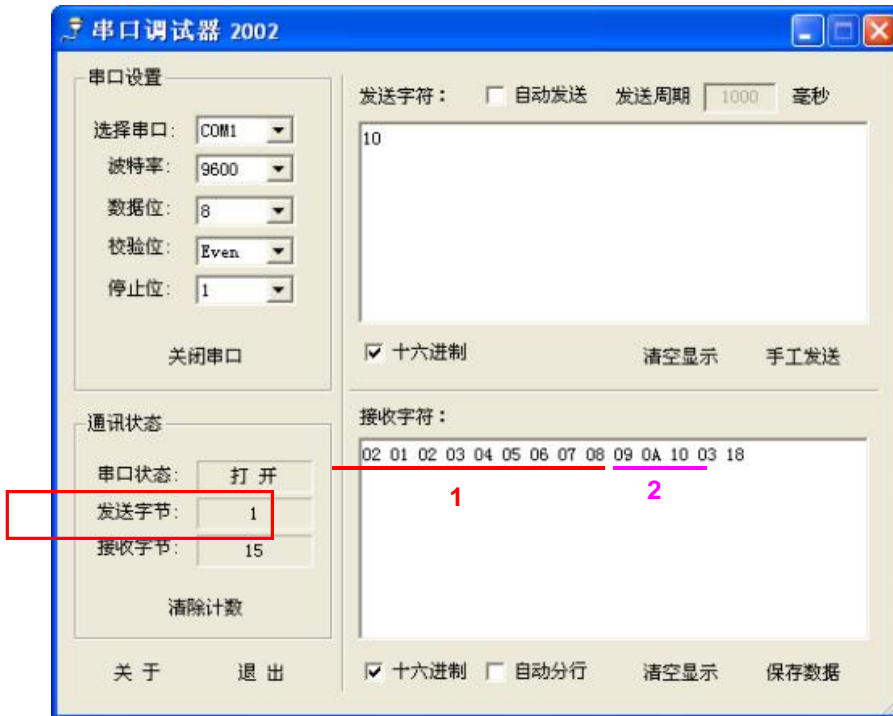 串口调试器 2002
串口设置
选择串口: COM1
波特率: 9600
数据位: 8
校验位: Even
停止位: 1
关闭串口
通讯状态
串口状态: 打 开
发送字节: 1
接收字节: 15
清除计数
关 于 退 出
发送字符: 自动发送 发送周期 1000 毫秒
10
十六进制 清空显示 手工发送
接收字符:
02 01 02 03 04 05 06 07 08 09 0A 10 03 18
1 2
十六进制 自动分行 清空显示 保存数据